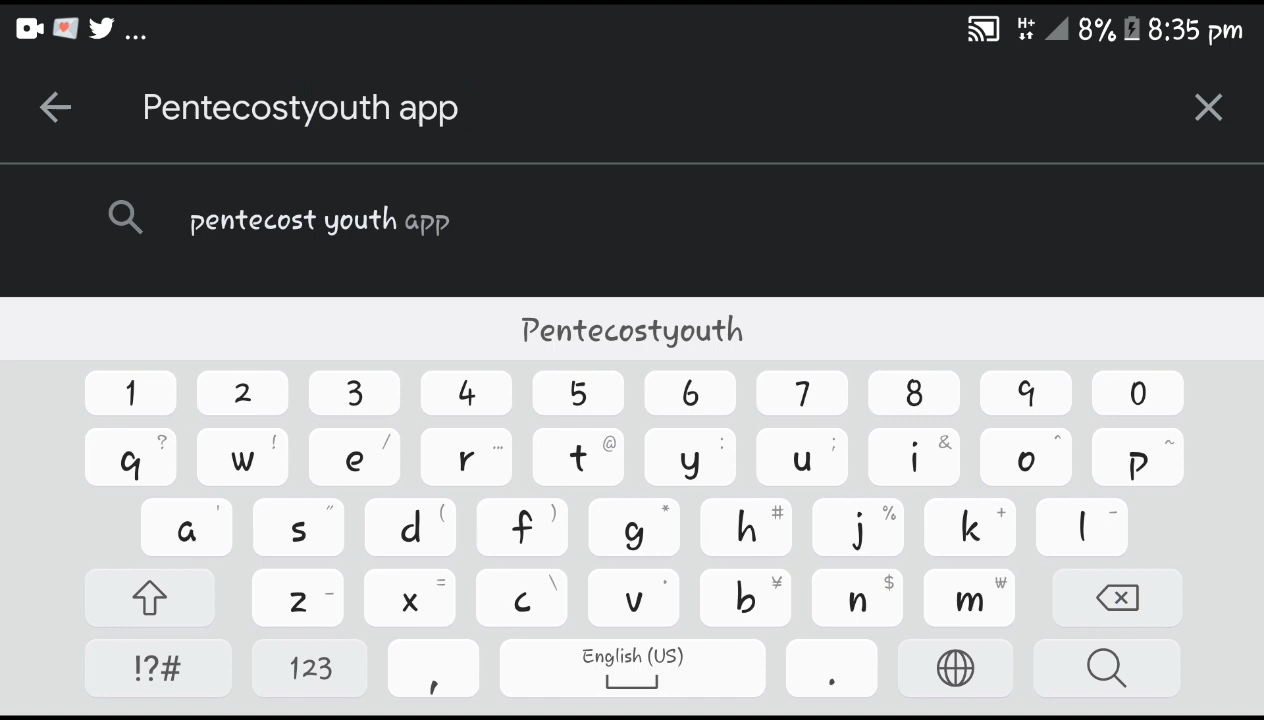 ... H+ 8% 8:35 pm
Pentecostyouth app
pentecost youth app
Pentecostyouth
1 2 3 4 5 6 7 8 9 0
q ? w ! e / r ... t @ y : u ; i & o ^ p ~
a ' s " d ( f ) g * h # j % k + l -
z _ x = c \ v · b ¥ n $ m ₩
!?# 123 , English (US) .